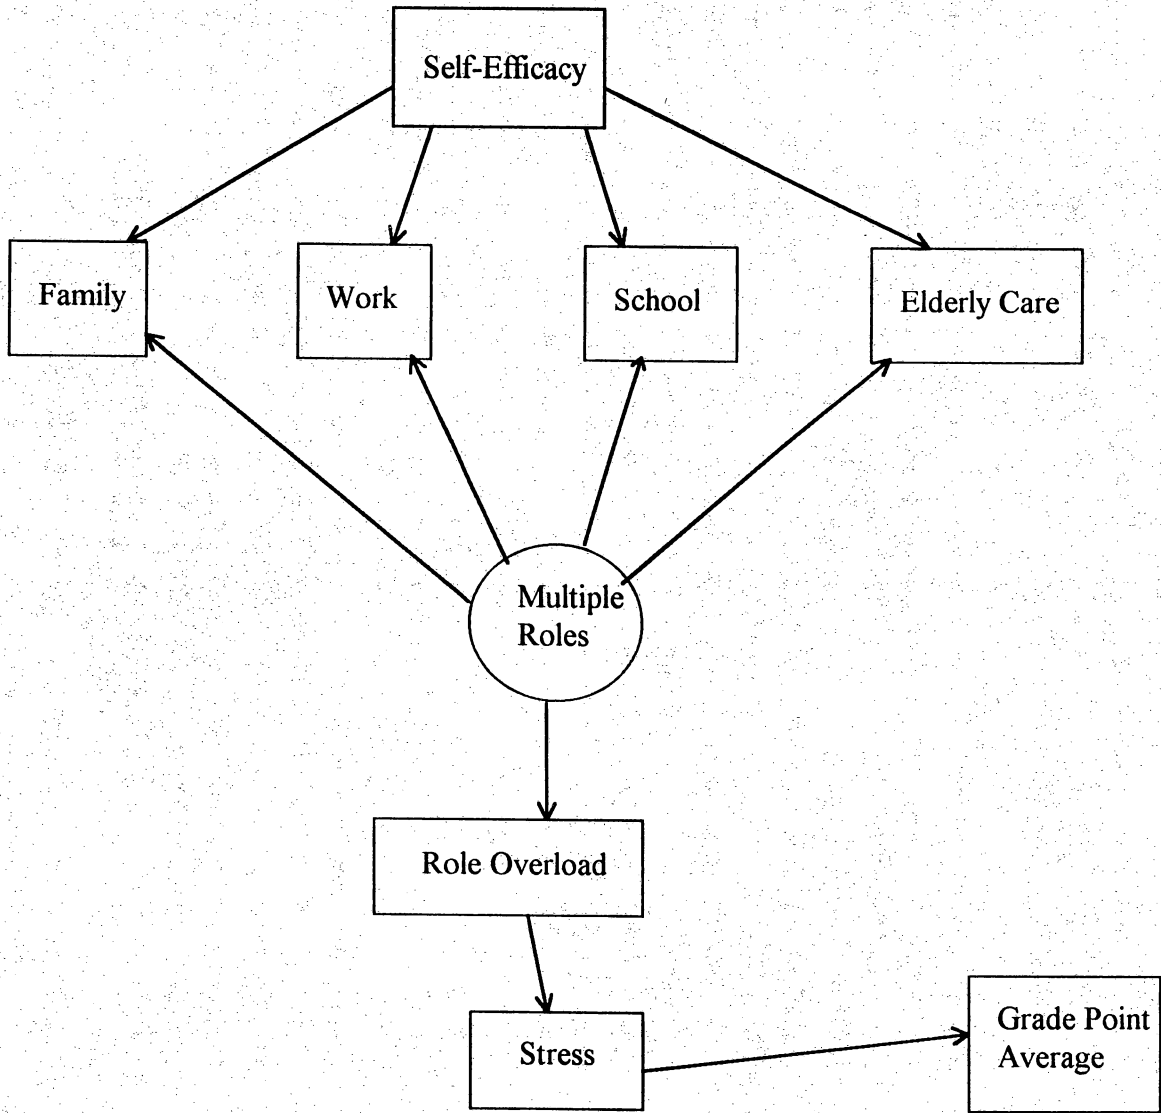 Self-Efficacy
Family
Work
School
Elderly Care
Multiple
Roles
Role Overload
Stress
Grade Point
Average